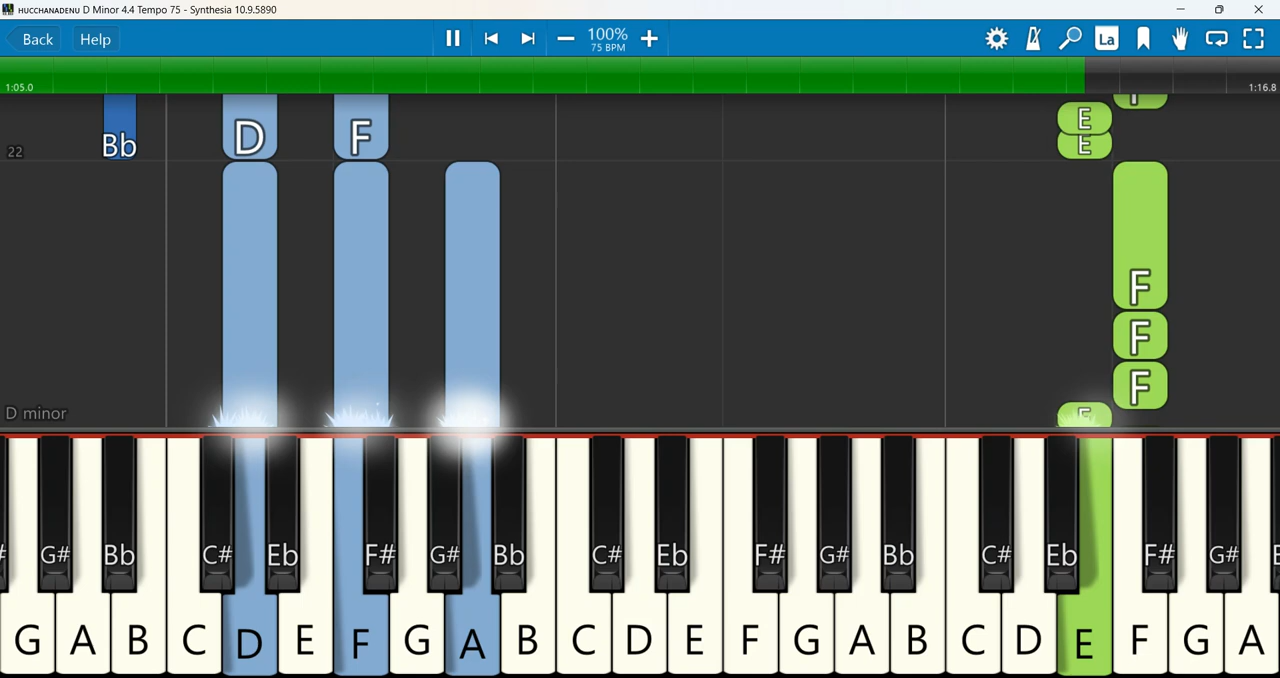 HUCCHANADENU D Minor 4.4 Tempo 75 - Synthesia 10.9.5890
Back Help 100% La
75 BPM
1:05.0 1:16.8
Bb D F E F
22 E
F
F
F
D minor E
G# Bb C# Eb F# G# Bb C# Eb F# G# Bb C# Eb F# G#
G A B C D E F G A B C D E F G A B C D E F G A